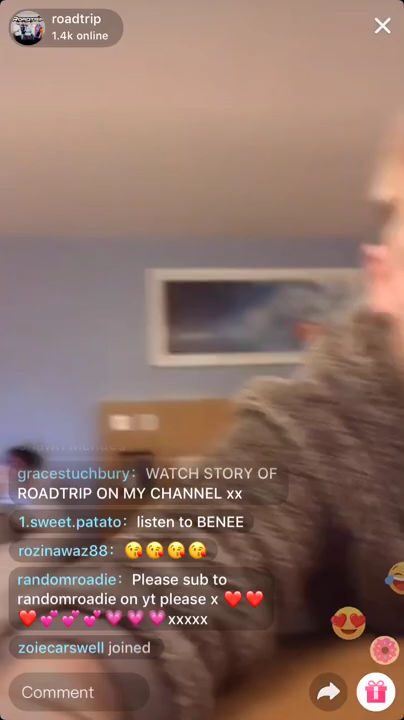 roadtrip
1.4k online
gracestuchbury: WATCH STORY OF
ROADTRIP ON MY CHANNEL xx
1.sweet.patato: listen to BENEE
rozinawaz88: 😘😘😘😘
randomroadie: Please sub to
randomroadie on yt please x ❤️❤️
❤️💕💕💕💗💗💗xxxxx
zoiecarswell joined
Comment